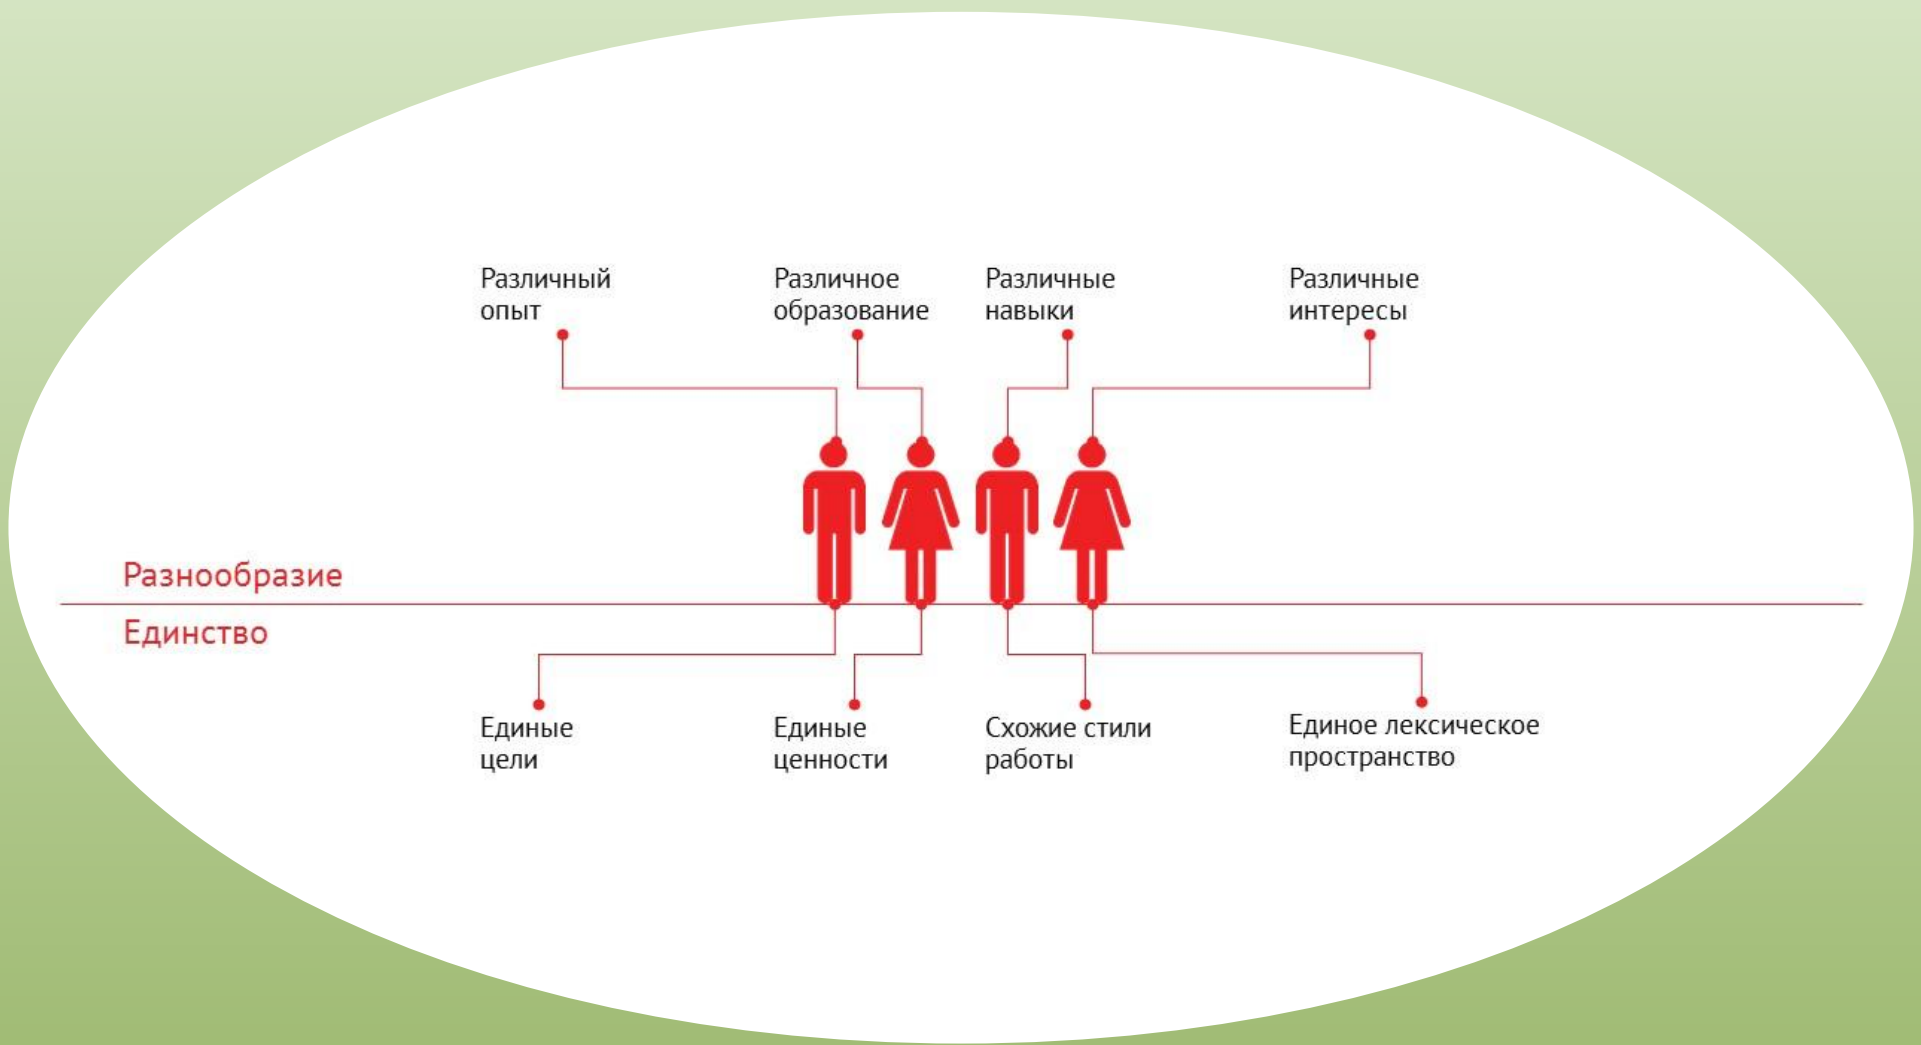 Различный
опыт
Различное
образование
Различные
навыки
Различные
интересы
Разнообразие
Единство
Единые
цели
Единые
ценности
Схожие стили
работы
Единое лексическое
пространство